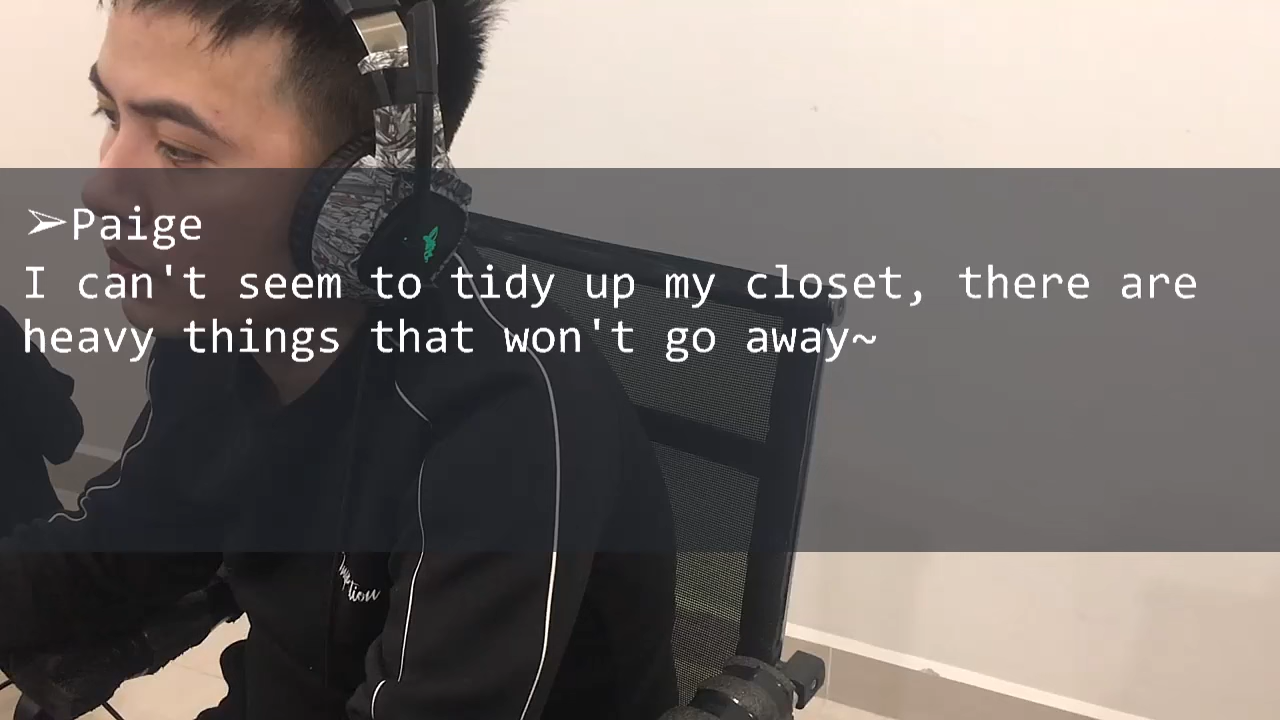 ➢Paige
I can't seem to tidy up my closet, there are
heavy things that won't go away~